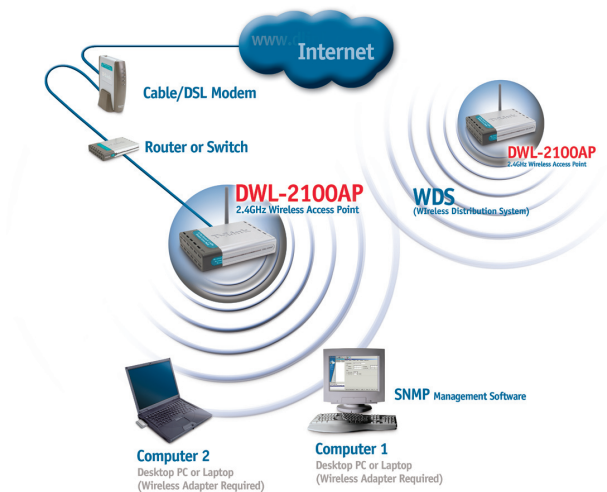 www.
Internet
Cable/DSL Modem
Router or Switch
DWL-2100AP
2.4GHz Wireless Access Point
DWL-2100AP
2.4GHz Wireless Access Point
WDS
(WIreless Distribution System)
SNMP Management Software
Computer 2
Desktop PC or Laptop
(Wireless Adapter Required)
Computer 1
Desktop PC or Laptop
(Wireless Adapter Required)